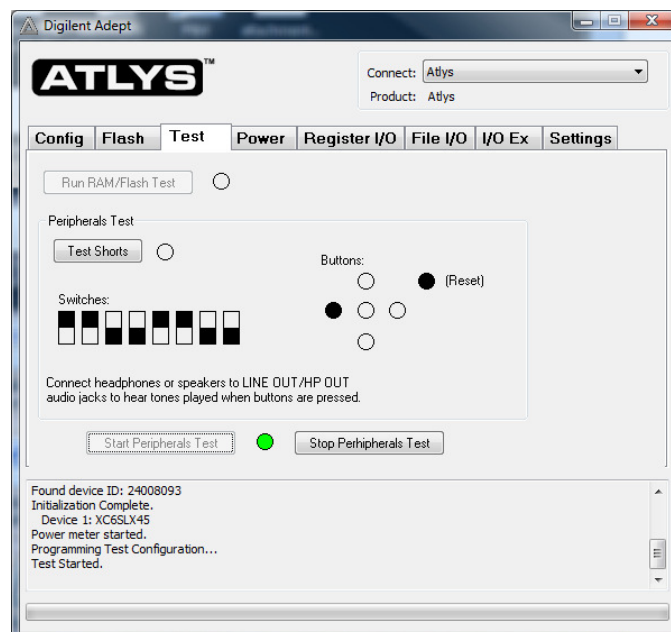 Digilent Adept
ATLYS™
Connect: Atlys
Product: Atlys
Config Flash Test Power Register I/O File I/O I/O Ex Settings
Run RAM/Flash Test
Peripherals Test
Test Shorts
Buttons:
(Reset)
Switches:
Connect headphones or speakers to LINE OUT/HP OUT
audio jacks to hear tones played when buttons are pressed.
Start Peripherals Test Stop Perhipherals Test
Found device ID: 24008093
Initialization Complete.
Device 1: XC6SLX45
Power meter started.
Programming Test Configuration...
Test Started.